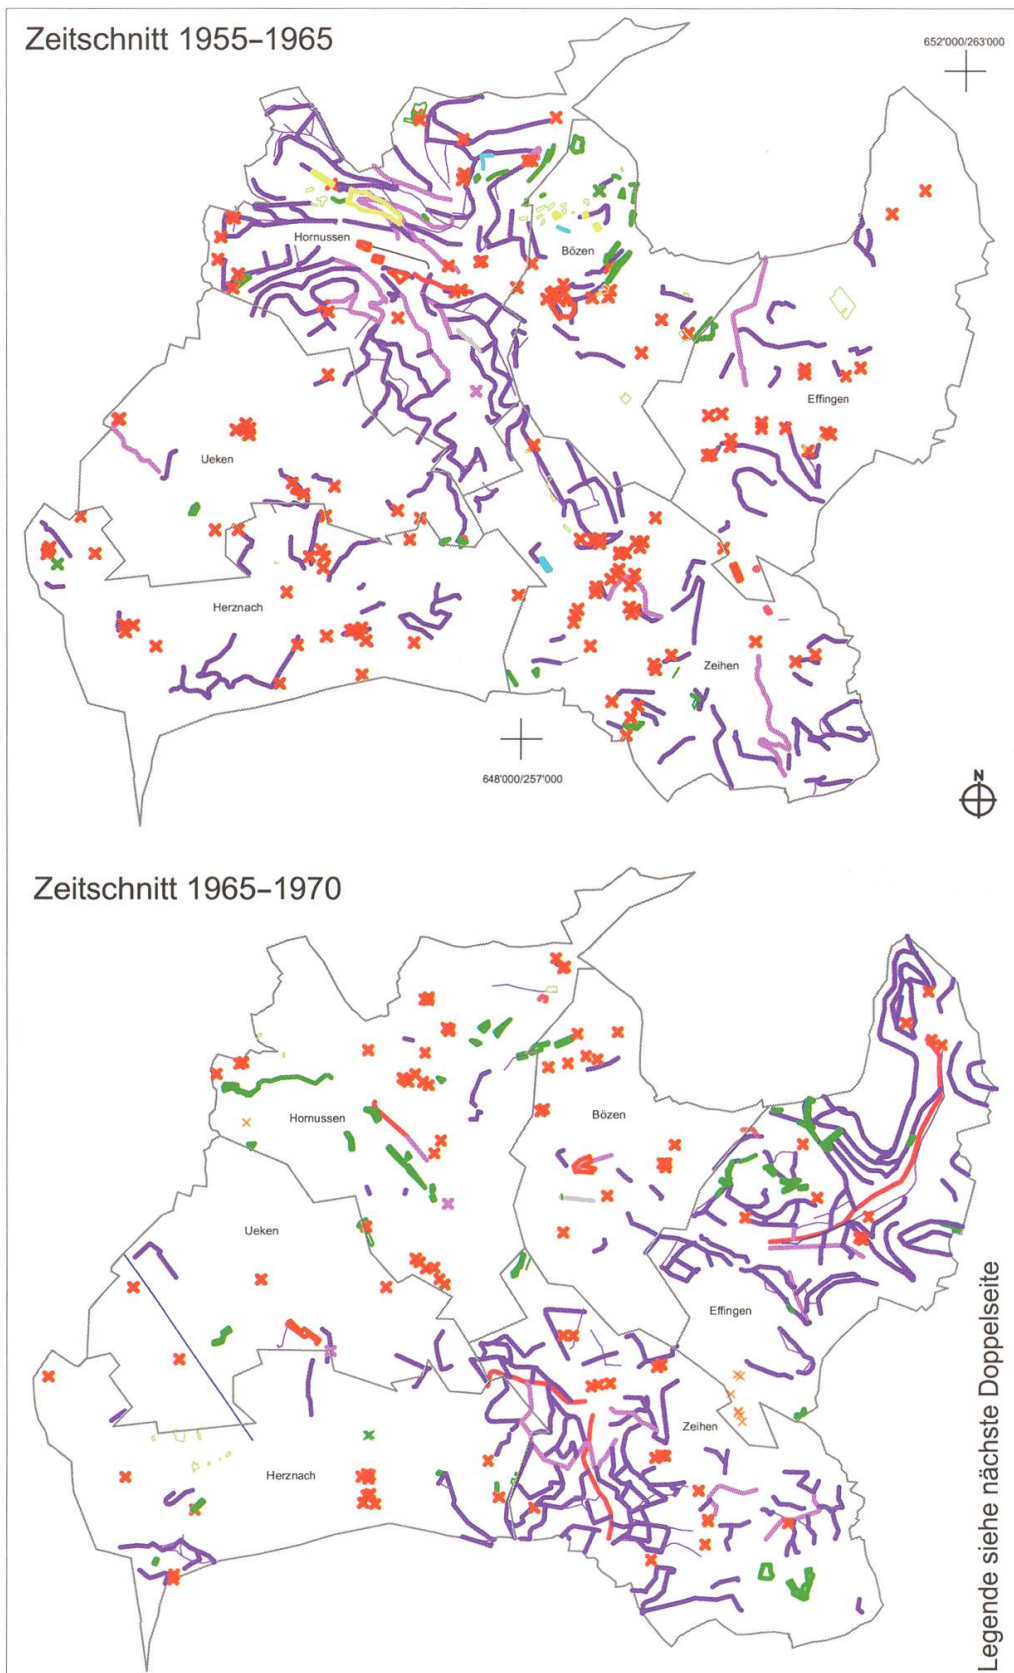 Zeitschnitt 1955–1965
652'000/263'000
Hornussen
Bözen
Effingen
Ueken
Herznach
Zeihen
648'000/257'000
N
Zeitschnitt 1965–1970
Hornussen
Bözen
Ueken
Effingen
Zeihen
Herznach
Legende siehe nächste Doppelseite